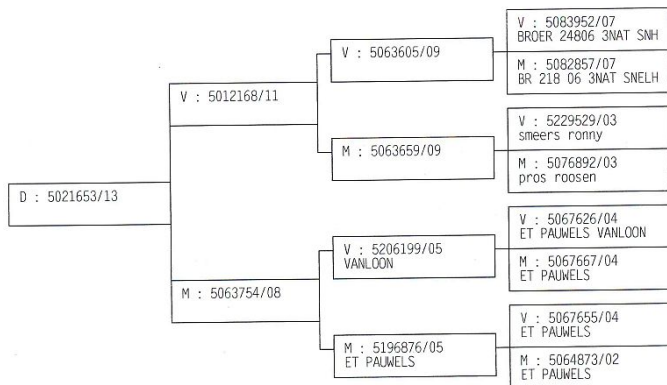 V : 5083952/07
BROER 24806 3NAT SNH
V : 5063605/09
M : 5082857/07
BR 218 06 3NAT SNELH
V : 5012168/11
V : 5229529/03
smeers ronny
M : 5063659/09
M : 5076892/03
pros roosen
D : 5021653/13
V : 5067626/04
ET PAUWELS VANLOON
V : 5206199/05
VANLOON
M : 5067667/04
ET PAUWELS
M : 5063754/08
V : 5067655/04
ET PAUWELS
M : 5196876/05
ET PAUWELS
M : 5064873/02
ET PAUWELS